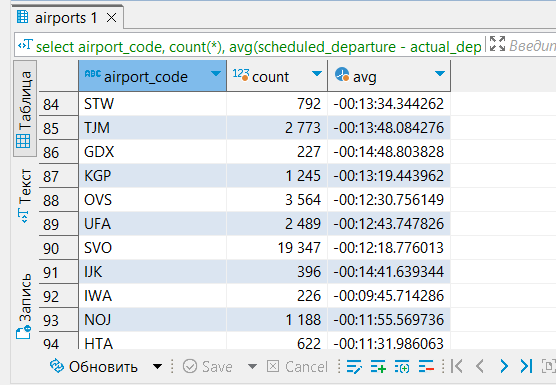 airports 1
select airport_code, count(*), avg(scheduled_departure - actual_dep
Введит
Таблица
Текст
Запись
ABC airport_code 123 count avg
84 STW 792 -00:13:34.344262
85 TJM 2 773 -00:13:48.084276
86 GDX 227 -00:14:48.803828
87 KGP 1 245 -00:13:19.443962
88 OVS 3 564 -00:12:30.756149
89 UFA 2 489 -00:12:43.747826
90 SVO 19 347 -00:12:18.776013
91 IJK 396 -00:14:41.639344
92 IWA 226 -00:09:45.714286
93 NOJ 1 188 -00:11:55.569736
94 HTA 622 -00:11:31.986063
Обновить Save Cancel